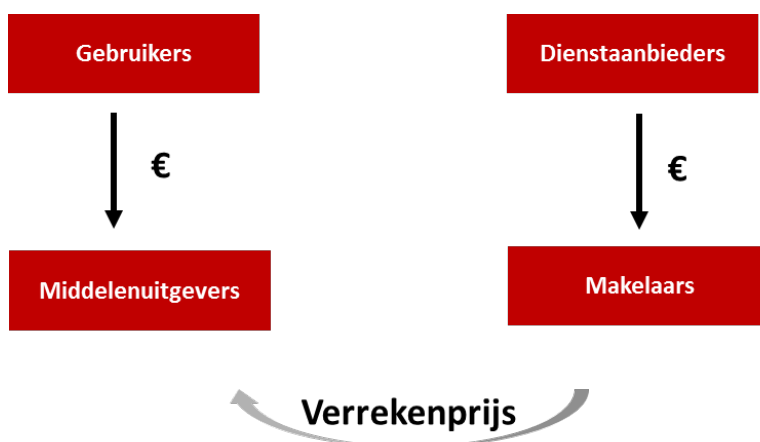 Gebruikers
Dienstaanbieders
€
€
Middelenuitgevers
Makelaars
Verrekenprijs